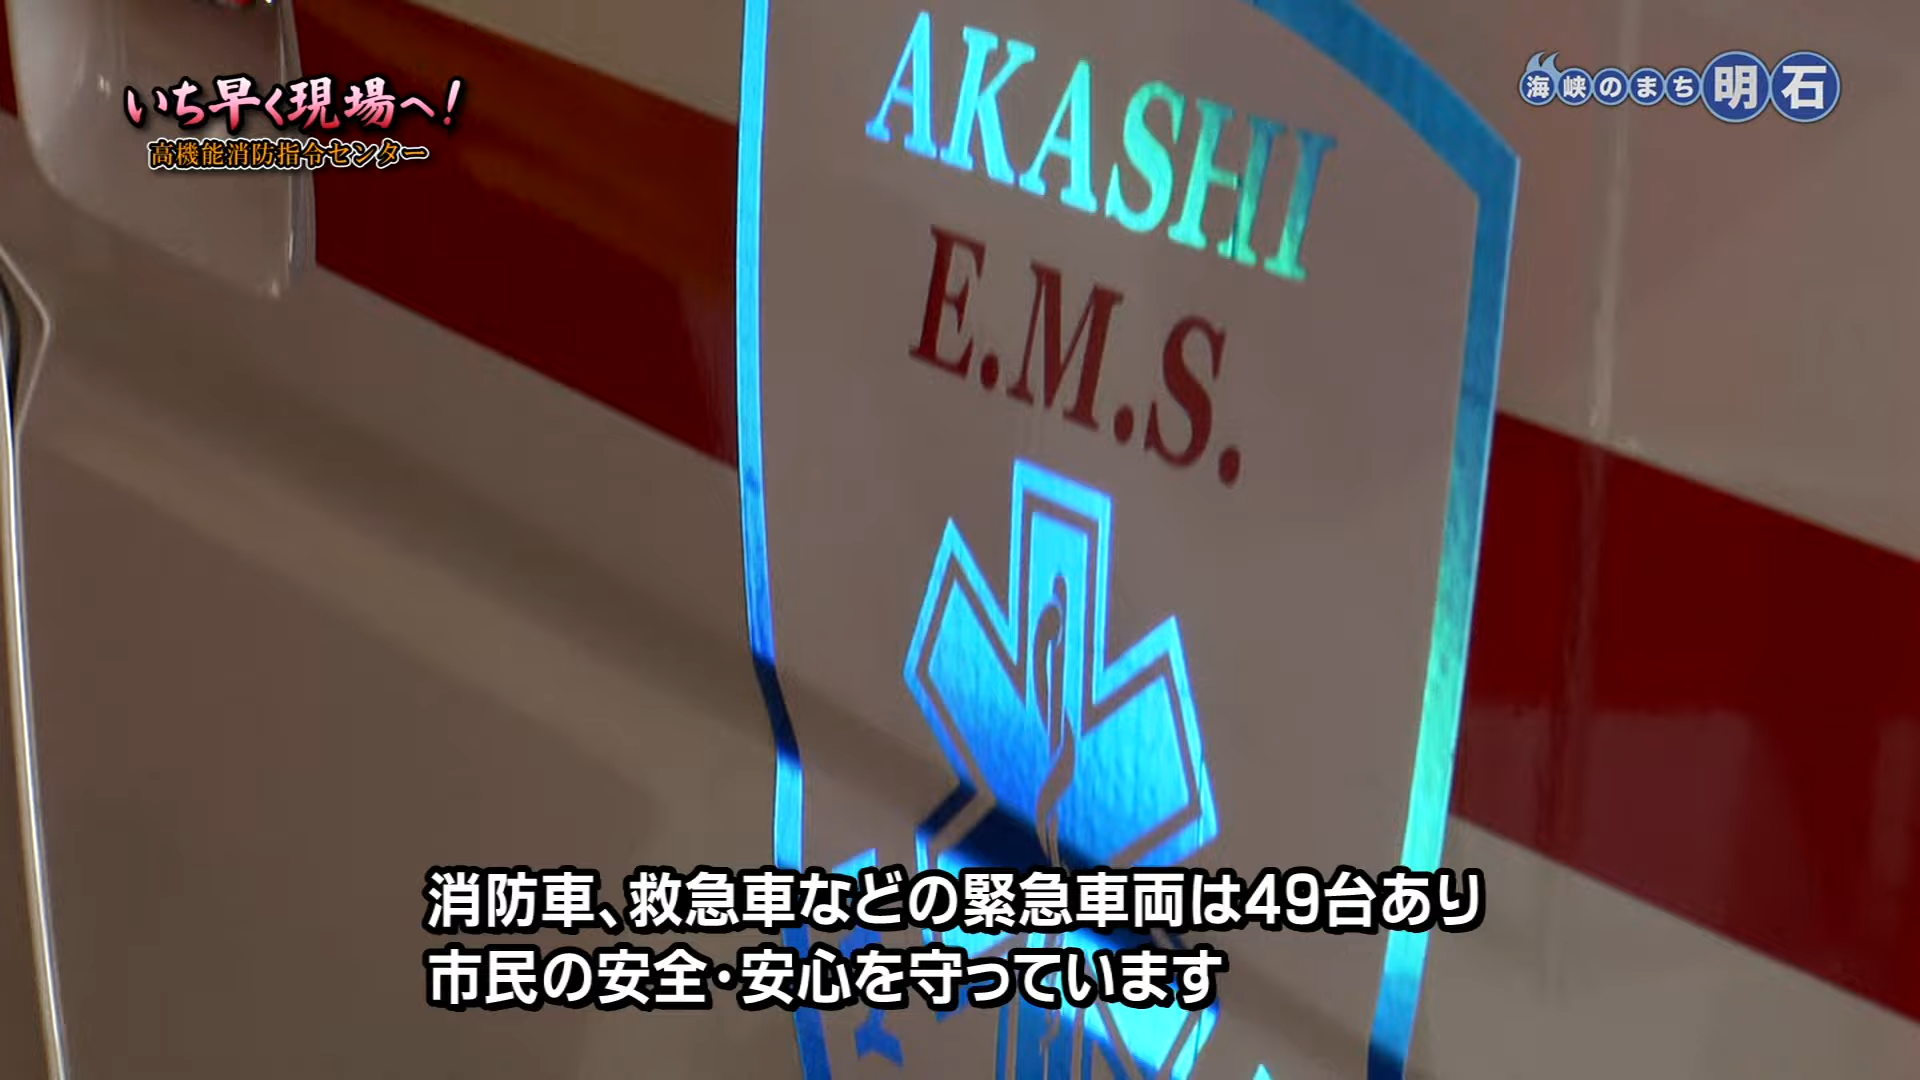 いち早く現場へ!
高機能消防指令センター
海峡のまち明石
AKASHI
E.M.S.
消防車、救急車などの緊急車両は49台あり
市民の安全・安心を守っています